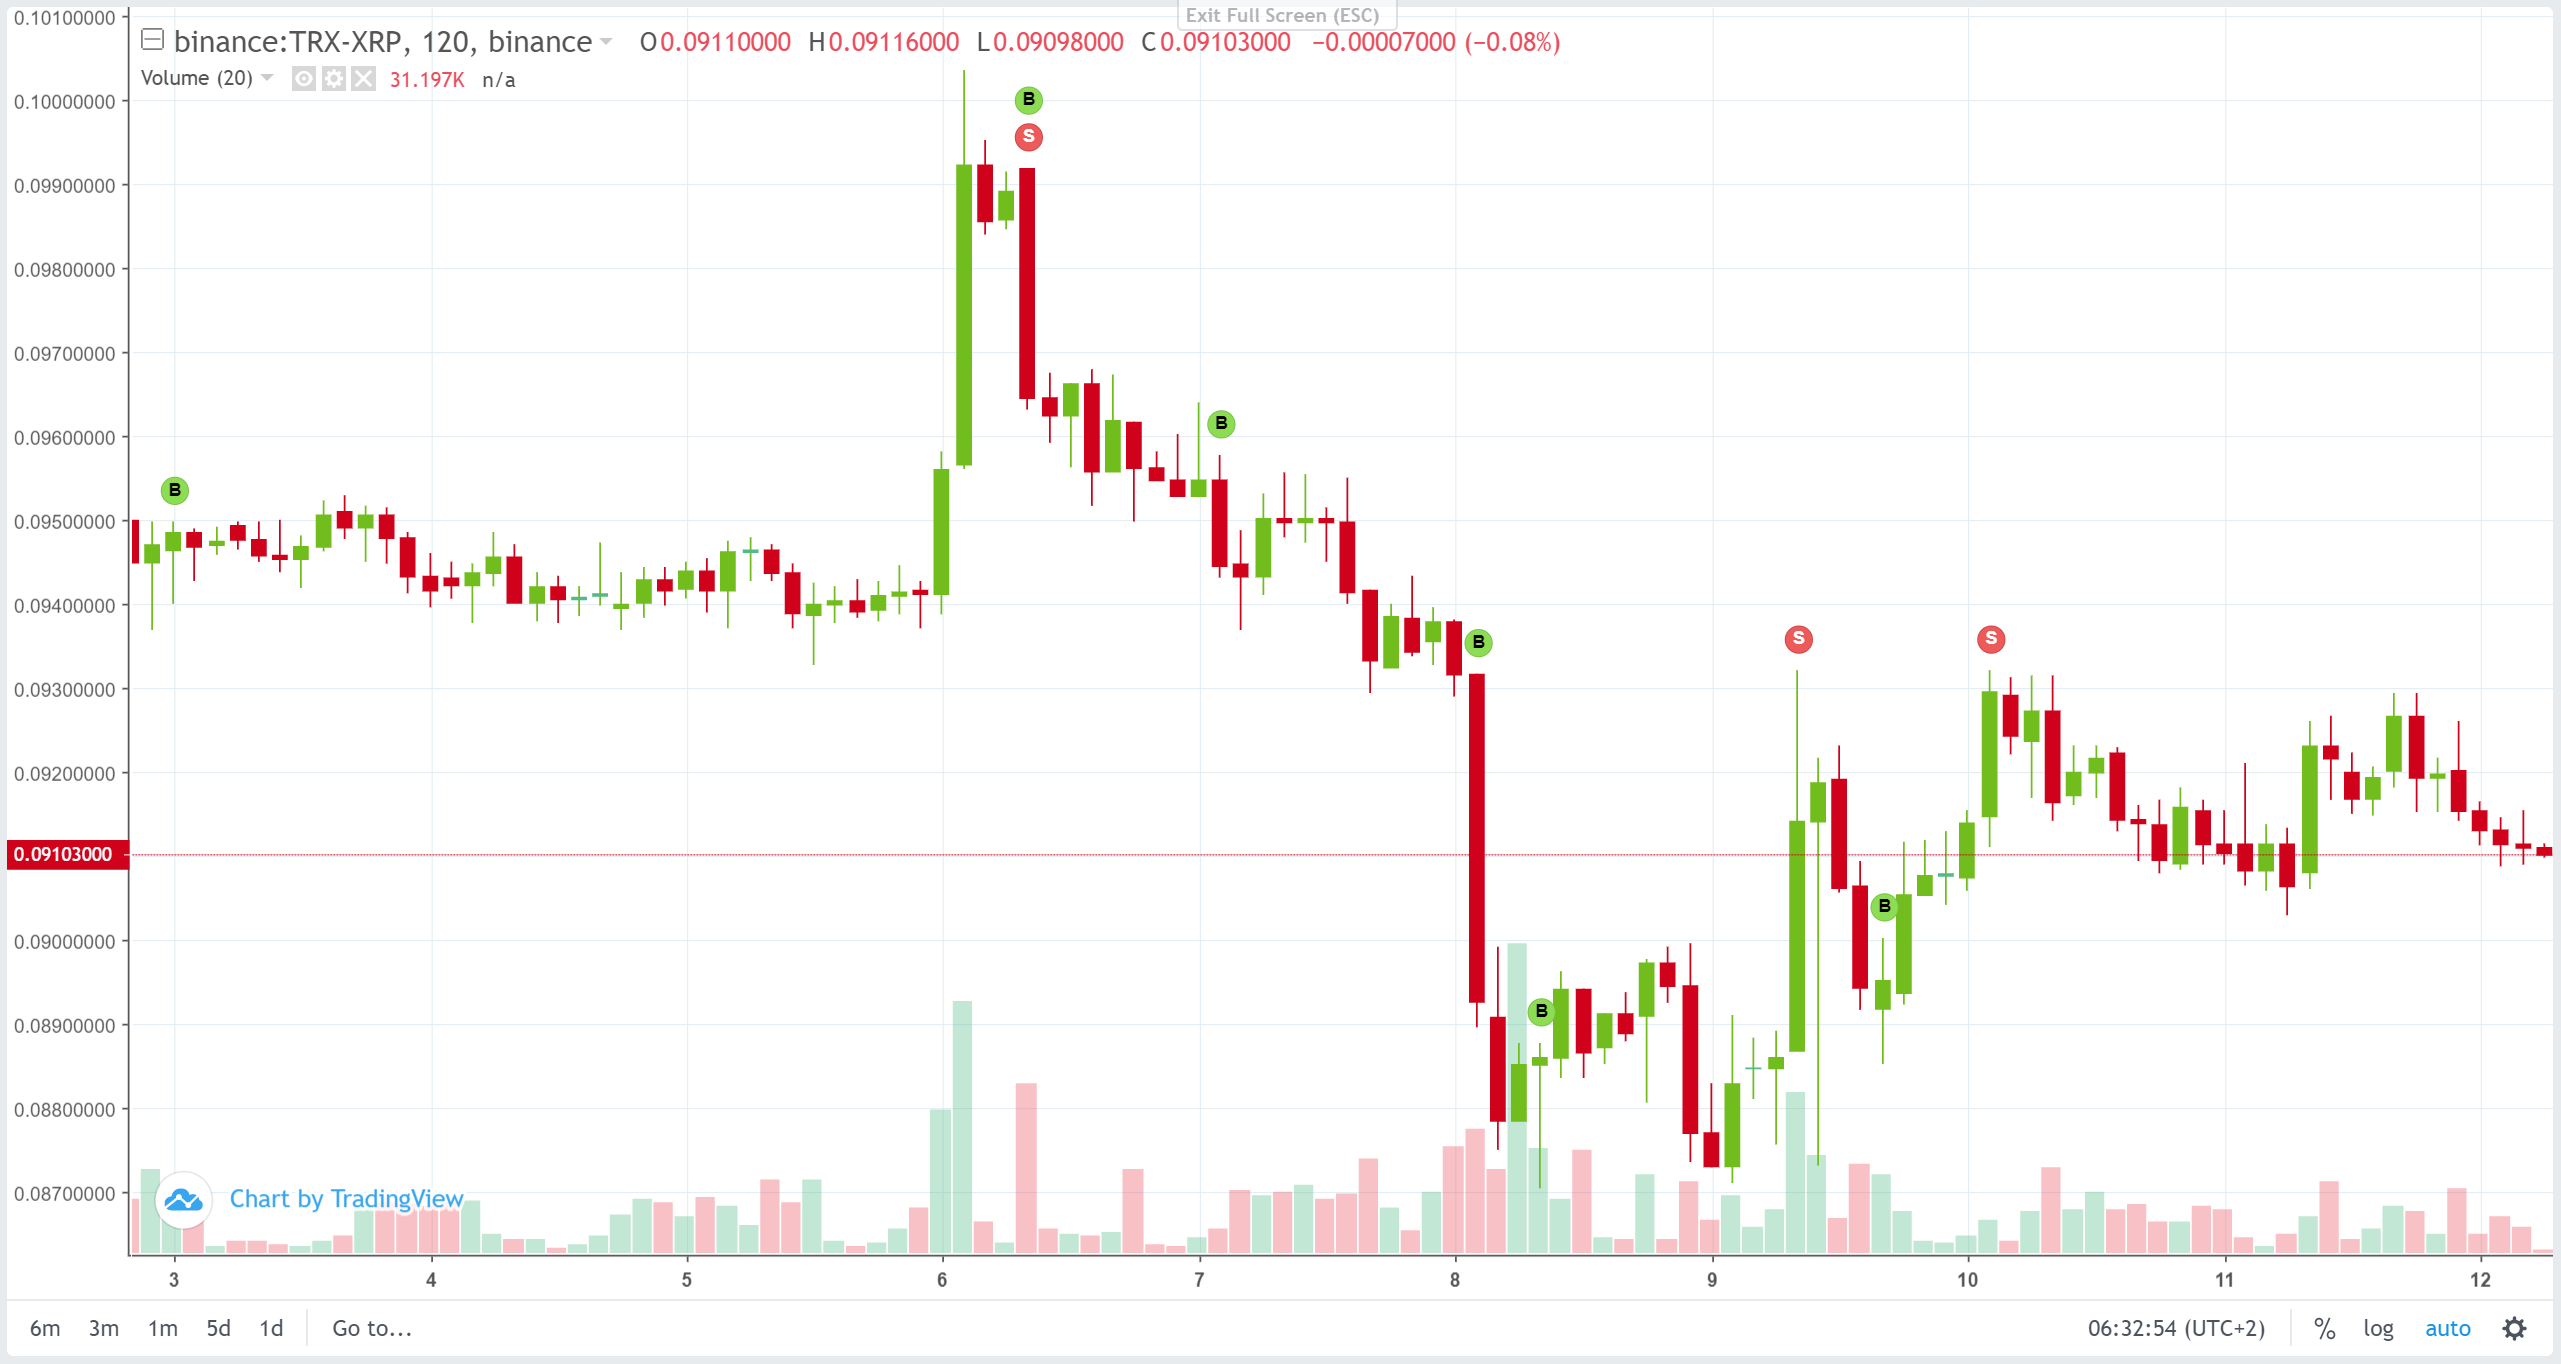 Exit Full Screen (ESC)
binance:TRX-XRP, 120, binance O0.09110000 H0.09116000 L0.09098000 C0.09103000 −0.00007000 (−0.08%)
Volume (20) 31.197K n/a
0.10100000
0.10000000
0.09900000
0.09800000
0.09700000
0.09600000
0.09500000
0.09400000
0.09300000
0.09200000
0.09103000
0.09000000
0.08900000
0.08800000
0.08700000
B
B
S
B
B
B
S
B
S
Chart by TradingView
3 4 5 6 7 8 9 10 11 12
6m 3m 1m 5d 1d Go to... 06:32:54 (UTC+2) % log auto